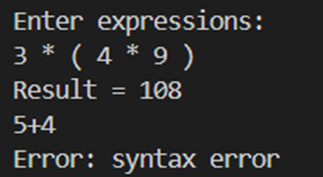 Enter expressions:
3 * ( 4 * 9 )
Result = 108
5+4
Error: syntax error